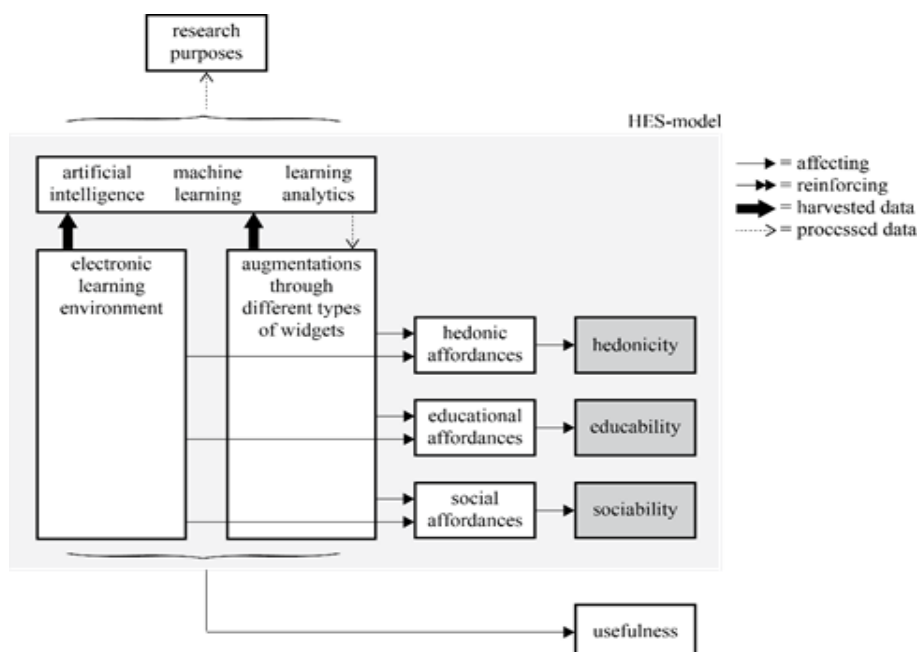 research
purposes
HES-model
artificial
intelligence
machine
learning
learning
analytics
= affecting
= reinforcing
= harvested data
= processed data
electronic
learning
environment
augmentations
through
different types
of widgets
hedonic
affordances
hedonicity
educational
affordances
educability
social
affordances
sociability
usefulness